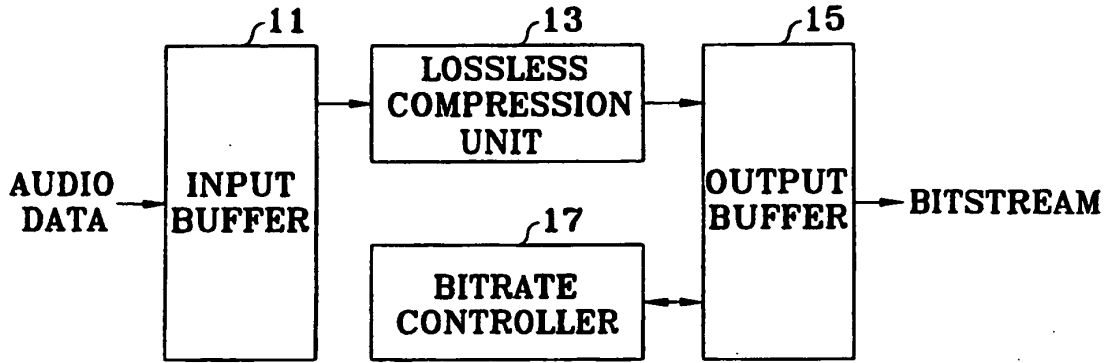 11
13
15
LOSSLESS
COMPRESSION
UNIT
AUDIO
DATA
INPUT
BUFFER
OUTPUT
BUFFER
BITSTREAM
17
BITRATE
CONTROLLER